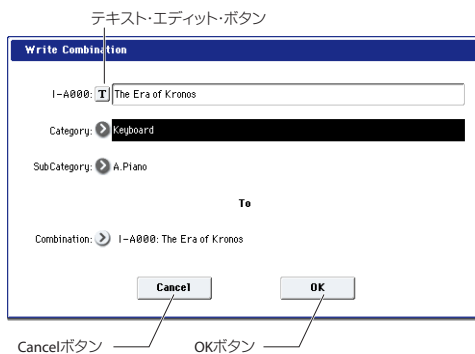 テキスト・エディット・ボタン
Write Combination
I-A000: T The Era of Kronos
Category: Keyboard
SubCategory: A.Piano
To
Combination: I-A000: The Era of Kronos
Cancel OK
Cancelボタン OKボタン